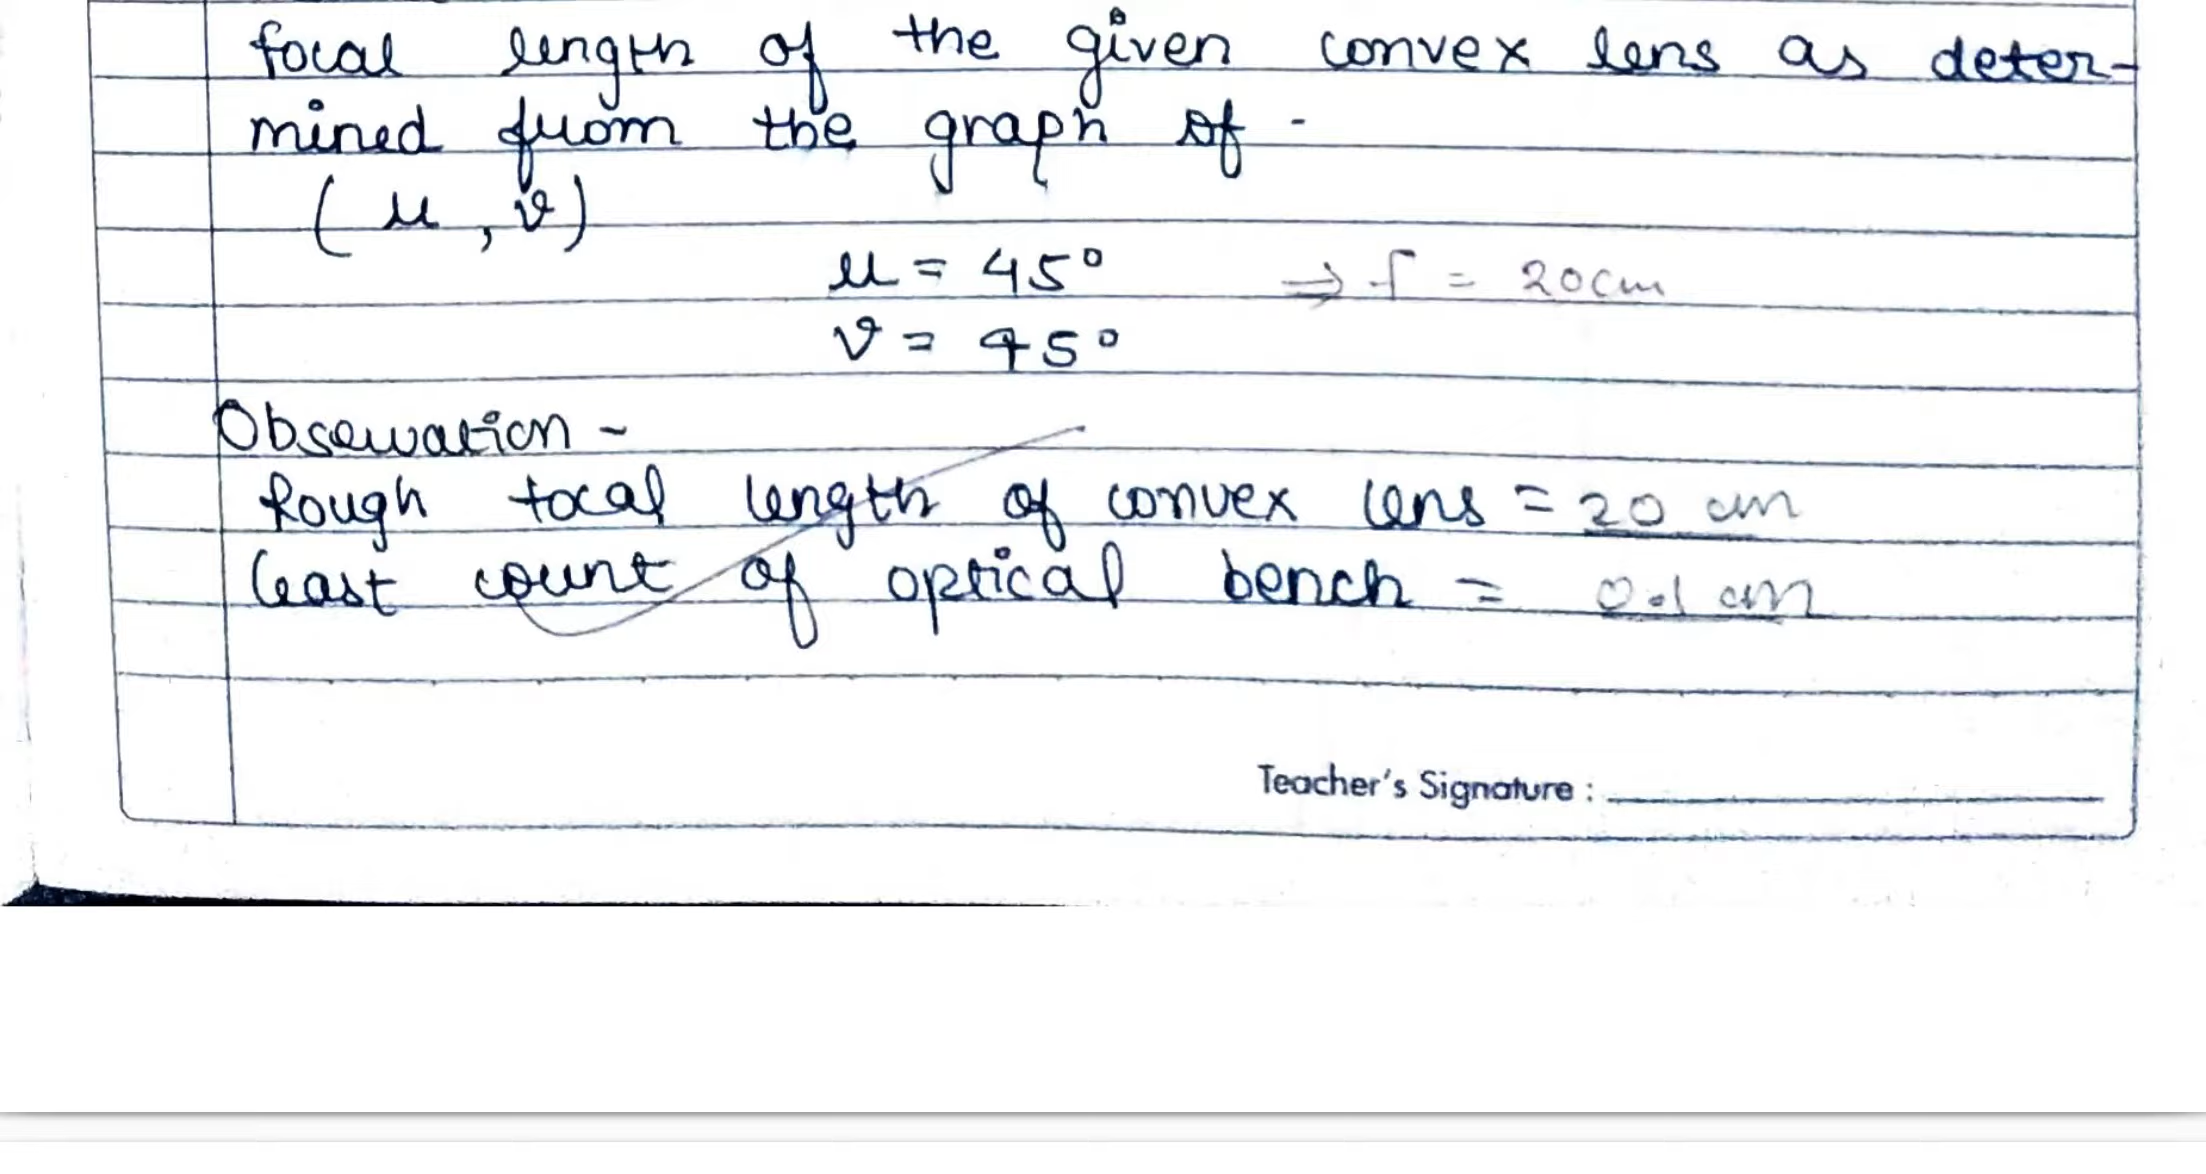 focal length of the given convex lens as deter-
mined from the graph of -
(u, v)
u = 45° ⇒ f = 20cm
v = 45°
Observation -
Rough focal length of convex lens = 20 cm
least count of optical bench = 0.1 cm
Teacher's Signature :